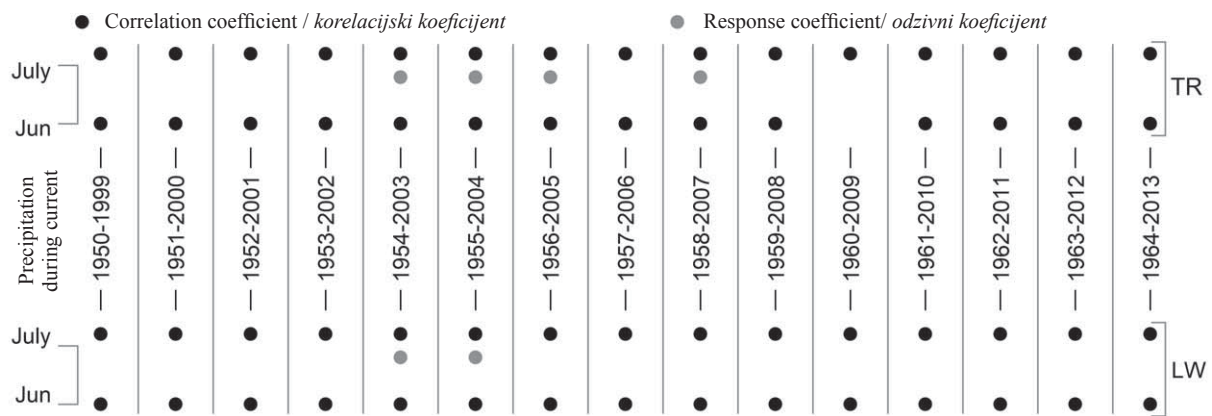 Correlation coefficient / korelacijski koeficijent
Response coefficient/ odzivni koeficijent
July
Jun
TR
Precipitation
during current
1950-1999
1951-2000
1952-2001
1953-2002
1954-2003
1955-2004
1956-2005
1957-2006
1958-2007
1959-2008
1960-2009
1961-2010
1962-2011
1963-2012
1964-2013
July
Jun
LW